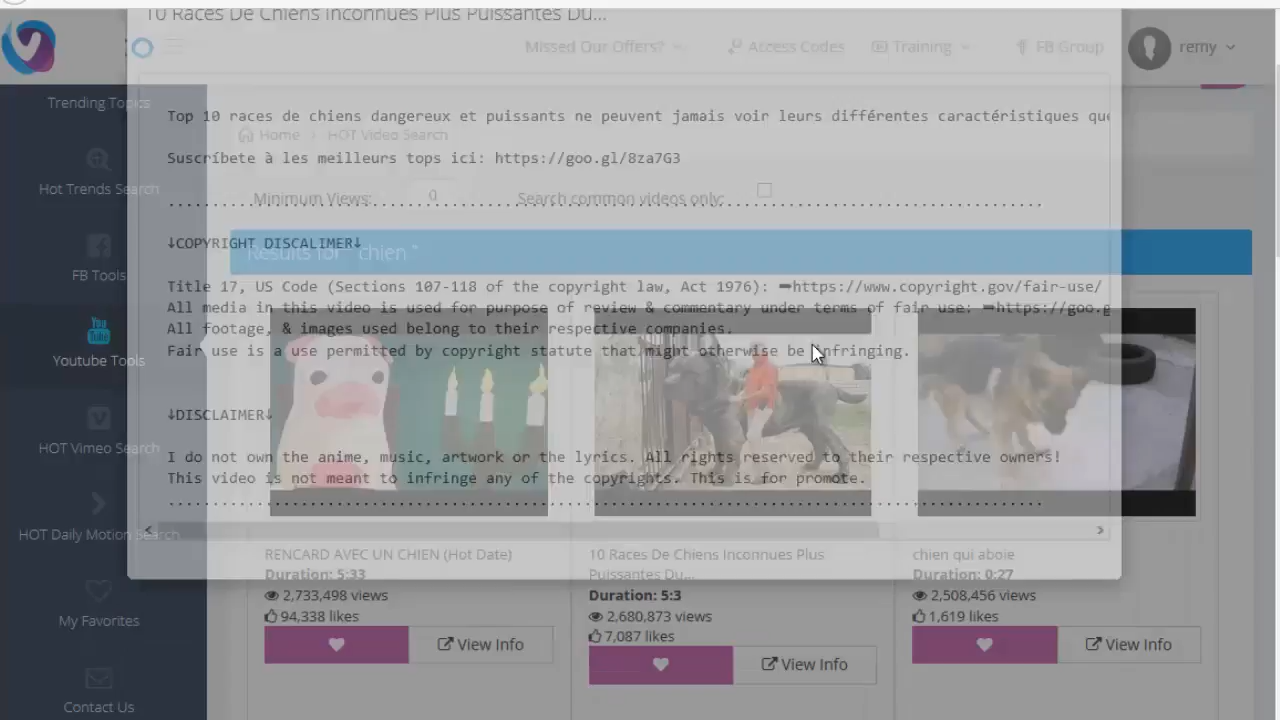 10 Races De Chiens Inconnues Plus Puissantes Du...
Missed Our Offers?
Access Codes
Training
FB Group
remy
Trending Topics
Top 10 races de chiens dangereux et puissants ne peuvent jamais voir leurs différentes caractéristiques que
Home > HOT Video Search
Suscríbete à les meilleurs tops ici: https://goo.gl/8za7G3
Hot Trends Search
Minimum Views: 0 Search common videos only:
..................................................................................
↓COPYRIGHT DISCALIMER↓
Results for "chien "
FB Tools
Title 17, US Code (Sections 107-118 of the copyright law, Act 1976): ➡https://www.copyright.gov/fair-use/
All media in this video is used for purpose of review & commentary under terms of fair use: ➡https://goo.g
All footage, & images used belong to their respective companies.
Fair use is a use permitted by copyright statute that might otherwise be infringing.
Youtube Tools
↓DISCLAIMER↓
HOT Vimeo Search
I do not own the anime, music, artwork or the lyrics. All rights reserved to their respective owners!
This video is not meant to infringe any of the copyrights. This is for promote.
..................................................................................
HOT Daily Motion Search
RENCARD AVEC UN CHIEN (Hot Date)
Duration: 5:33
2,733,498 views
94,338 likes
View Info
10 Races De Chiens Inconnues Plus
Puissantes Du...
Duration: 5:3
2,680,873 views
7,087 likes
View Info
chien qui aboie
Duration: 0:27
2,508,456 views
1,619 likes
View Info
My Favorites
Contact Us